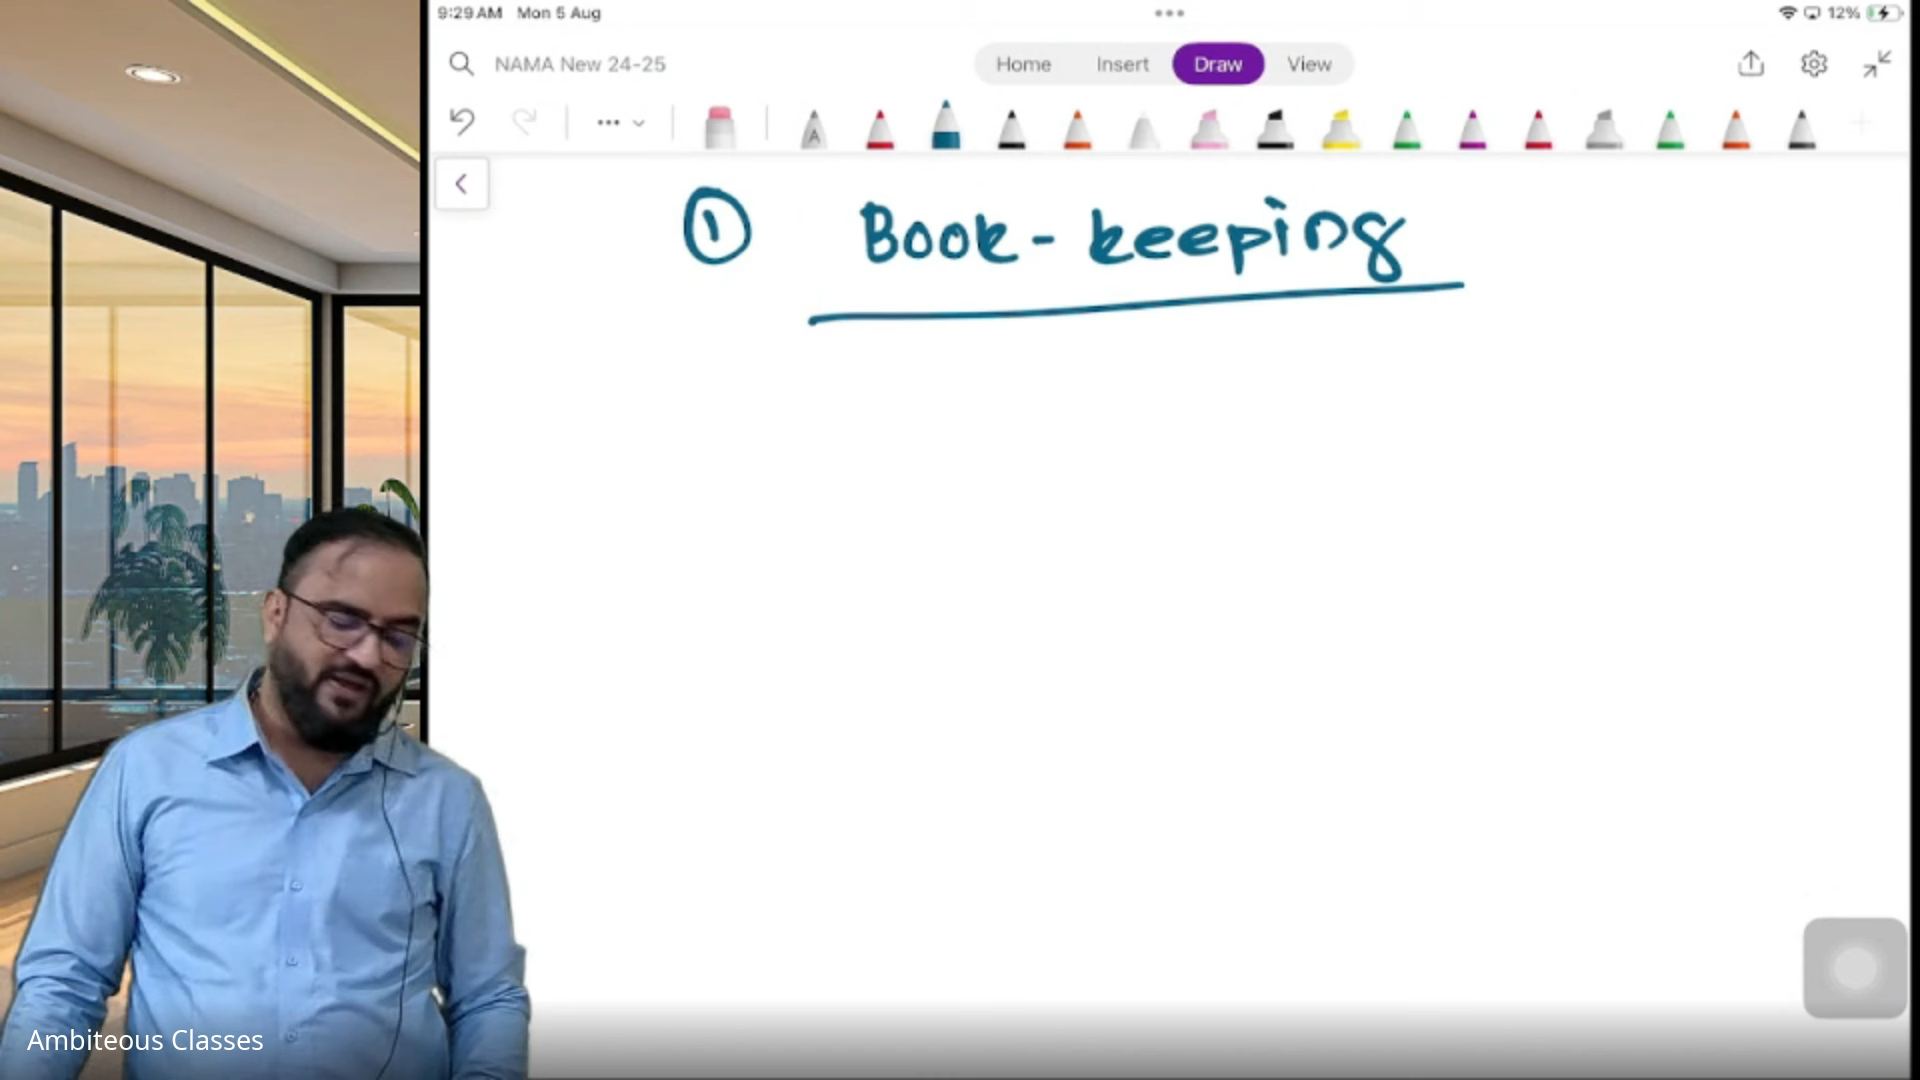 9:29 AM Mon 5 Aug
12%
NAMA New 24-25
Home Insert Draw View
A
① Book-keeping
Ambiteous Classes